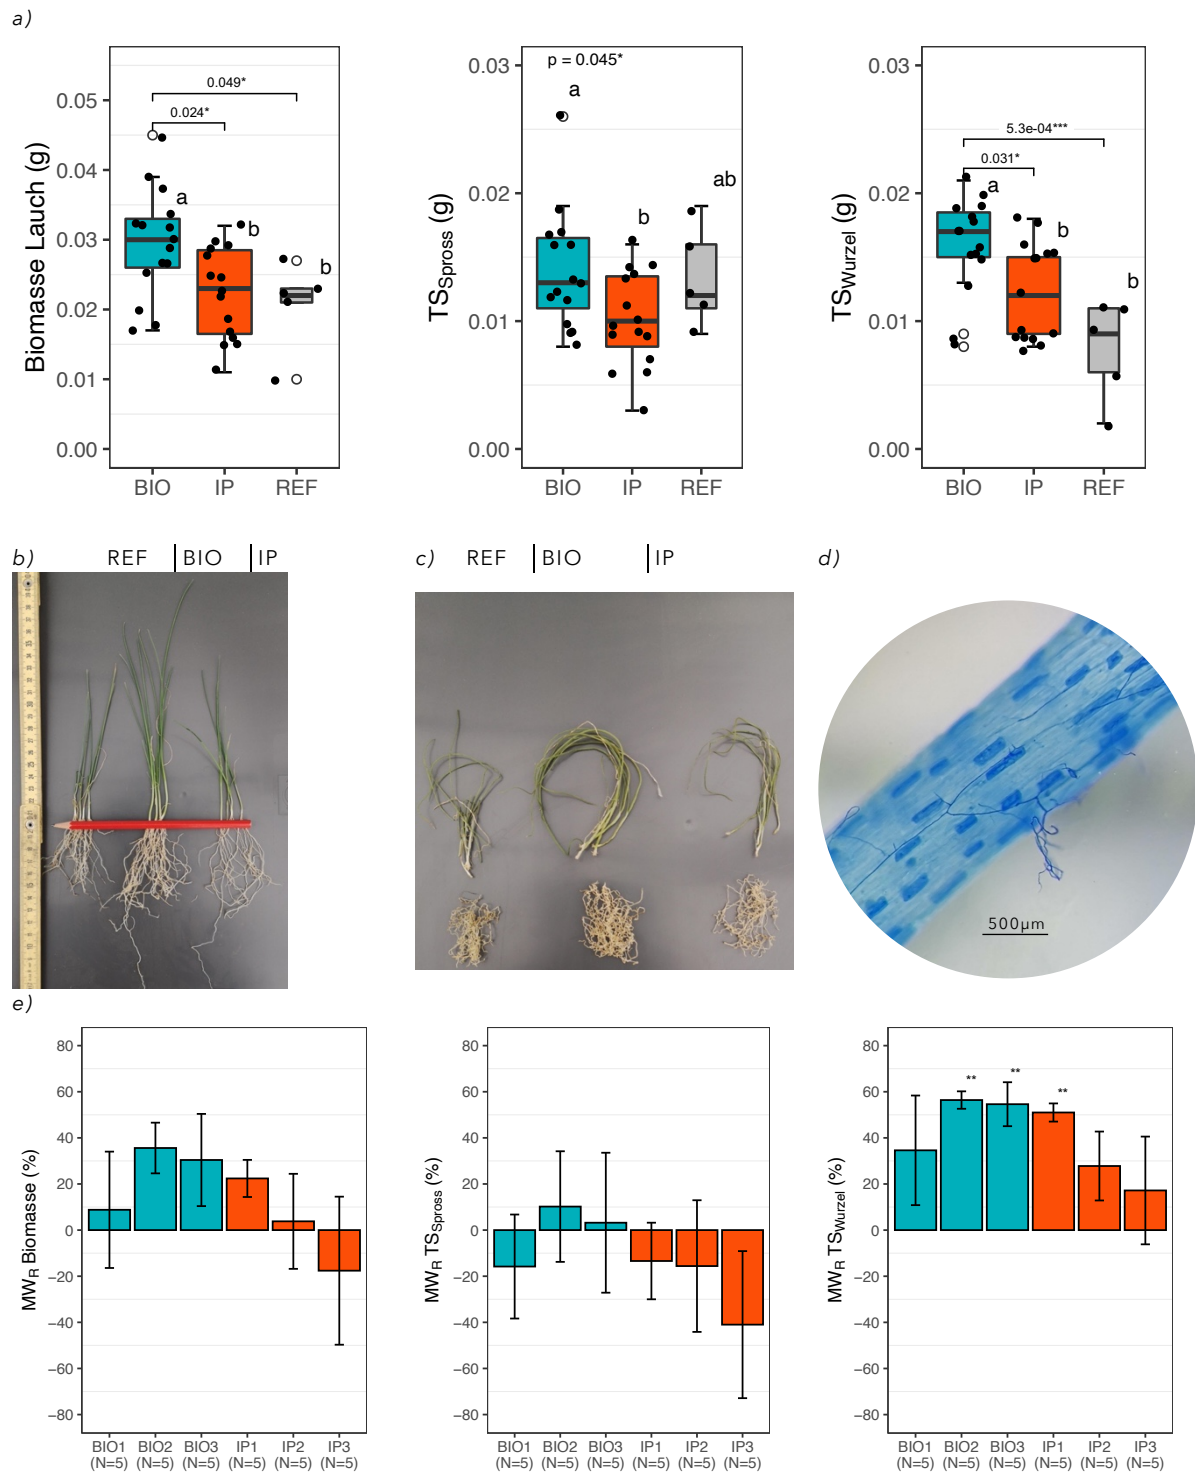 a)
Biomasse Lauch (g)
0.05
0.04
0.03
0.02
0.01
0.00
0.049*
0.024*
a
b
b
BIO IP REF
TSSpross (g)
0.03
0.02
0.01
0.00
p = 0.045*
a
b
ab
BIO IP REF
TSWurzel (g)
0.03
0.02
0.01
0.00
5.3e-04***
0.031*
a
b
b
BIO IP REF
b) REF BIO IP
c) REF BIO IP
d)
500µm
e)
MWR Biomasse (%)
80
60
40
20
0
−20
−40
−60
−80
BIO1 BIO2 BIO3 IP1 IP2 IP3
(N=5) (N=5) (N=5) (N=5) (N=5) (N=5)
MWR TSSpross (%)
80
60
40
20
0
−20
−40
−60
−80
BIO1 BIO2 BIO3 IP1 IP2 IP3
(N=5) (N=5) (N=5) (N=5) (N=5) (N=5)
MWR TSWurzel (%)
80
60
40
20
0
−20
−40
−60
−80
** ** **
BIO1 BIO2 BIO3 IP1 IP2 IP3
(N=5) (N=5) (N=5) (N=5) (N=5) (N=5)